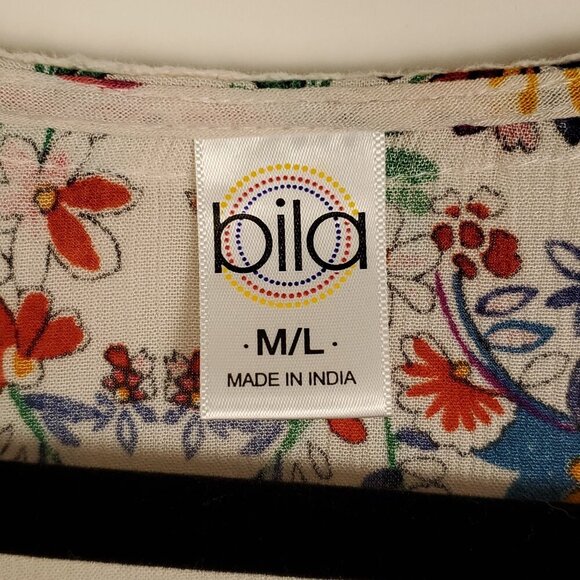 bila
· M/L ·
MADE IN INDIA